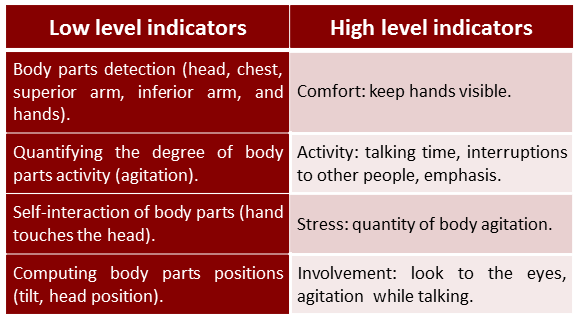 Low level indicators
High level indicators
Body parts detection (head, chest,
superior arm, inferior arm, and
hands).
Comfort: keep hands visible.
Quantifying the degree of body
parts activity (agitation).
Activity: talking time, interruptions
to other people, emphasis.
Self-interaction of body parts (hand
touches the head).
Stress: quantity of body agitation.
Computing body parts positions
(tilt, head position).
Involvement: look to the eyes,
agitation while talking.